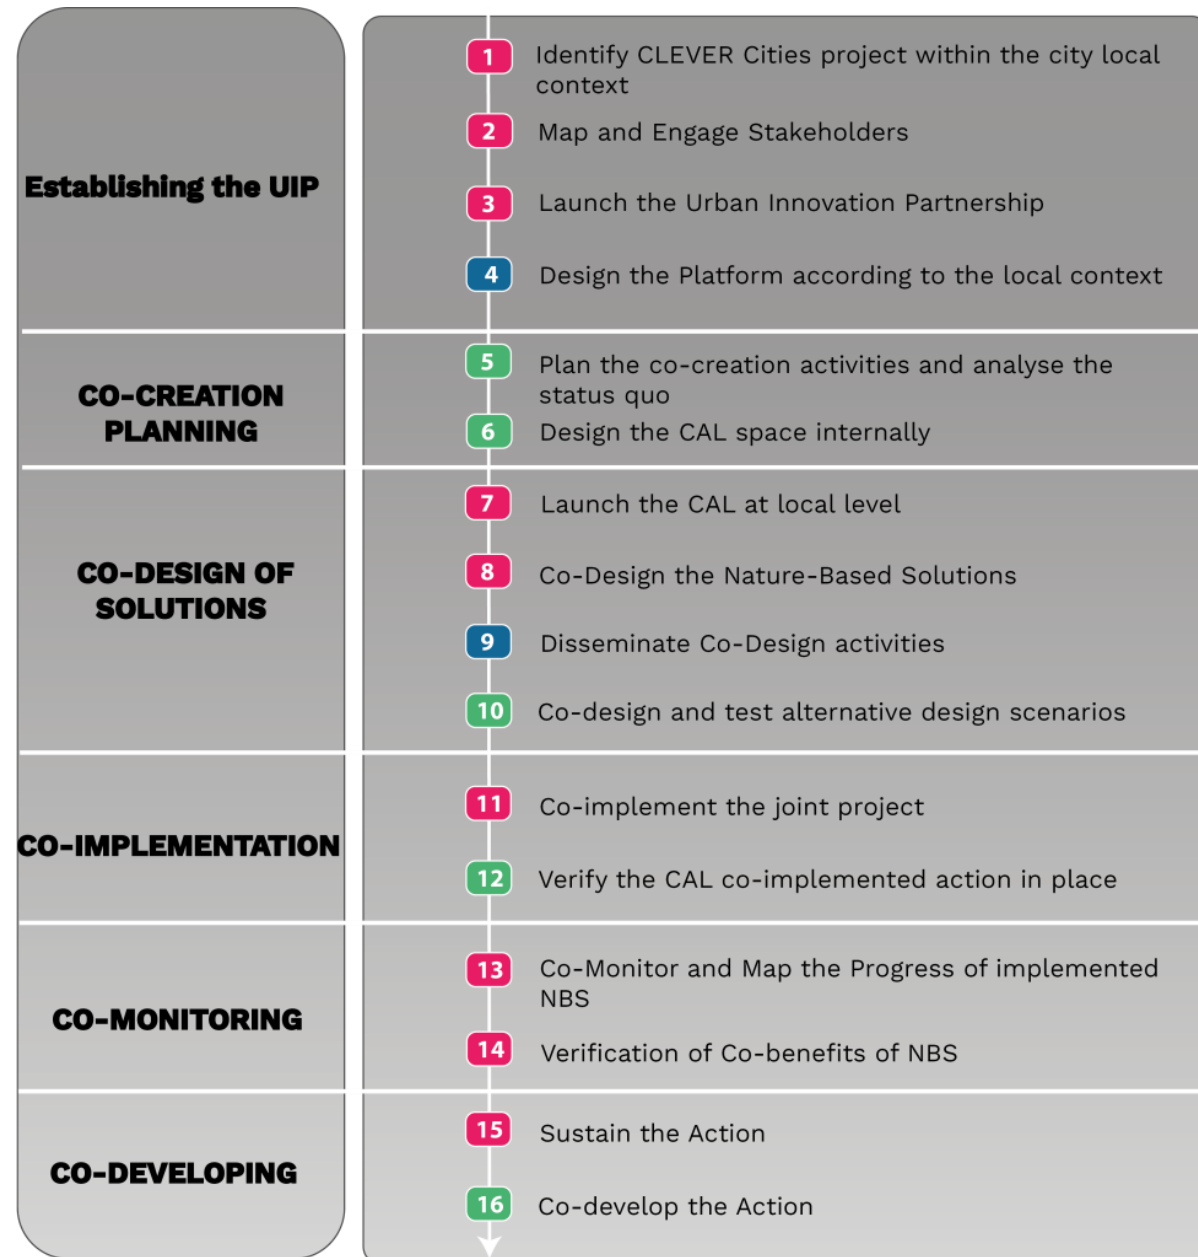 Establishing the UIP
1
Identify CLEVER Cities project within the city local
context
2
Map and Engage Stakeholders
3
Launch the Urban Innovation Partnership
4
Design the Platform according to the local context
CO-CREATION
PLANNING
5
Plan the co-creation activities and analyse the
status quo
6
Design the CAL space internally
CO-DESIGN OF
SOLUTIONS
7
Launch the CAL at local level
8
Co-Design the Nature-Based Solutions
9
Disseminate Co-Design activities
10
Co-design and test alternative design scenarios
CO-IMPLEMENTATION
11
Co-implement the joint project
12
Verify the CAL co-implemented action in place
CO-MONITORING
13
Co-Monitor and Map the Progress of implemented
NBS
14
Verification of Co-benefits of NBS
CO-DEVELOPING
15
Sustain the Action
16
Co-develop the Action